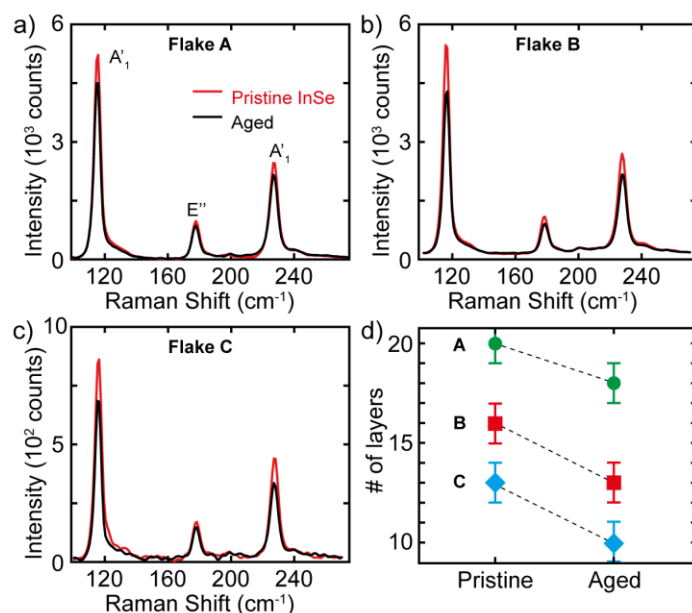 a)
Flake A
6
3
0
Intensity (10³ counts)
A'₁
E''
A'₁
Pristine InSe
Aged
120
160
200
240
Raman Shift (cm⁻¹)
b)
Flake B
6
3
0
Intensity (10³ counts)
120
160
200
240
Raman Shift (cm⁻¹)
c)
Flake C
10
5
0
Intensity (10² counts)
120
160
200
240
Raman Shift (cm⁻¹)
d)
20
15
10
# of layers
A
B
C
Pristine
Aged